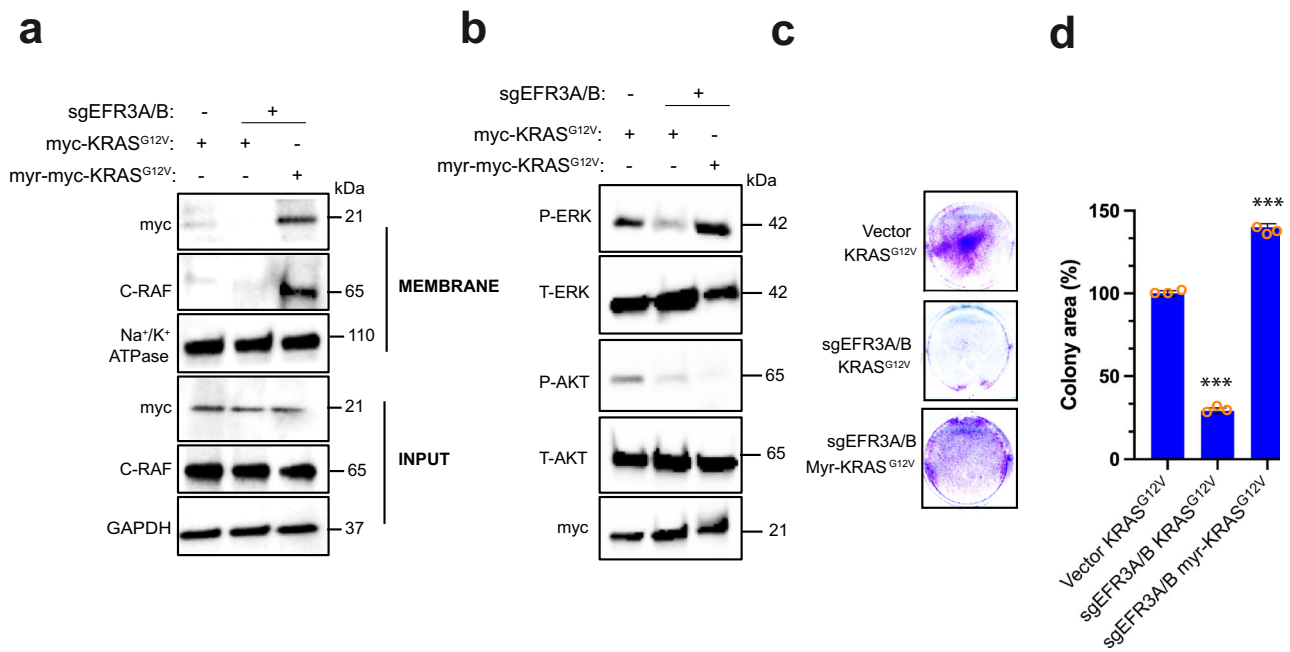 a
sgEFR3A/B: - +
myc-KRASG12V: + + -
myr-myc-KRASG12V: - - +
kDa
myc 21
C-RAF 65
MEMBRANE
Na+/K+ 110
ATPase
myc 21
C-RAF 65
INPUT
GAPDH 37
b
sgEFR3A/B: - +
myc-KRASG12V: + + -
myr-myc-KRASG12V: - - +
kDa
P-ERK 42
T-ERK 42
P-AKT 65
T-AKT 65
myc 21
c
Vector
KRASG12V
sgEFR3A/B
KRASG12V
sgEFR3A/B
Myr-KRAS G12V
d
Colony area (%)
150
100
50
0
***
***
Vector KRASG12V
sgEFR3A/B KRASG12V
sgEFR3A/B myr-KRASG12V